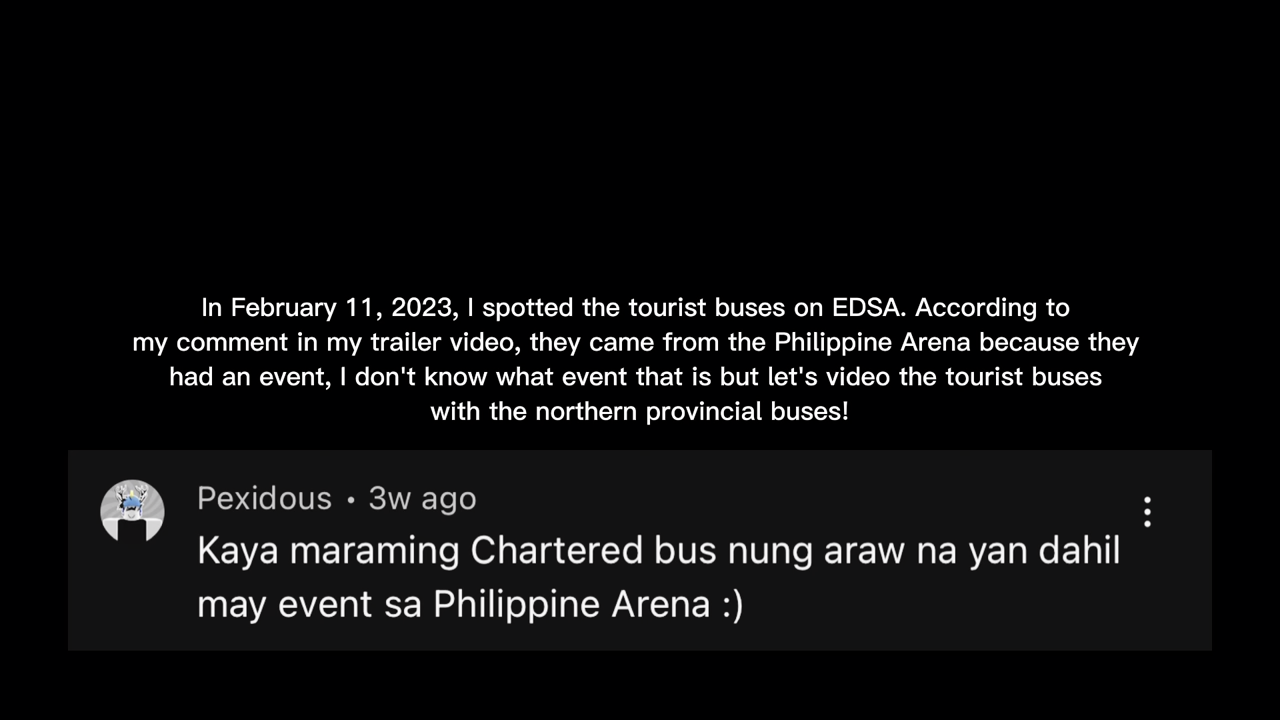 In February 11, 2023, I spotted the tourist buses on EDSA. According to
my comment in my trailer video, they came from the Philippine Arena because they
had an event, I don't know what event that is but let's video the tourist buses
with the northern provincial buses!
Pexidous • 3w ago
Kaya maraming Chartered bus nung araw na yan dahil
may event sa Philippine Arena :)